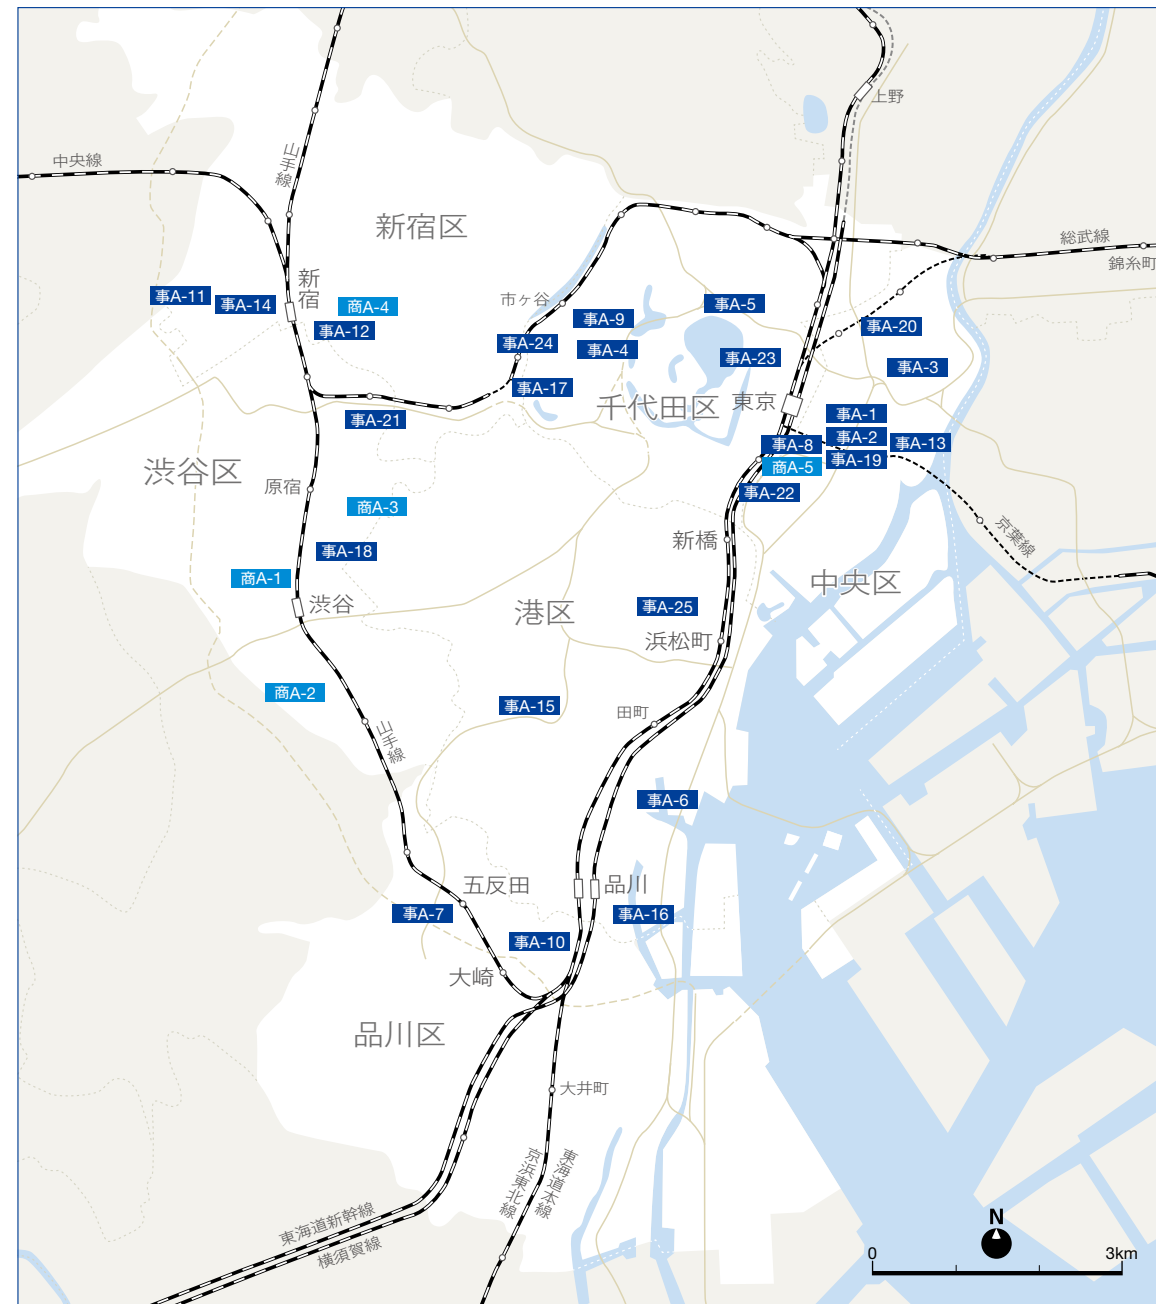 上野
中央線
山手線
新宿区
総武線
錦糸町
新宿
市ヶ谷
事A-11
事A-14
商A-4
事A-12
事A-9
事A-5
事A-24
事A-4
事A-23
事A-20
事A-3
事A-17
千代田区
東京
事A-21
事A-1
事A-2
事A-13
事A-8
事A-19
商A-5
渋谷区
原宿
商A-3
事A-22
京葉線
新橋
事A-18
商A-1
渋谷
中央区
港区
事A-25
浜松町
商A-2
事A-15
田町
山手線
事A-6
五反田
品川
事A-7
事A-16
事A-10
大崎
品川区
大井町
京浜東北線
東海道本線
東海道新幹線
横須賀線
N
0
3km